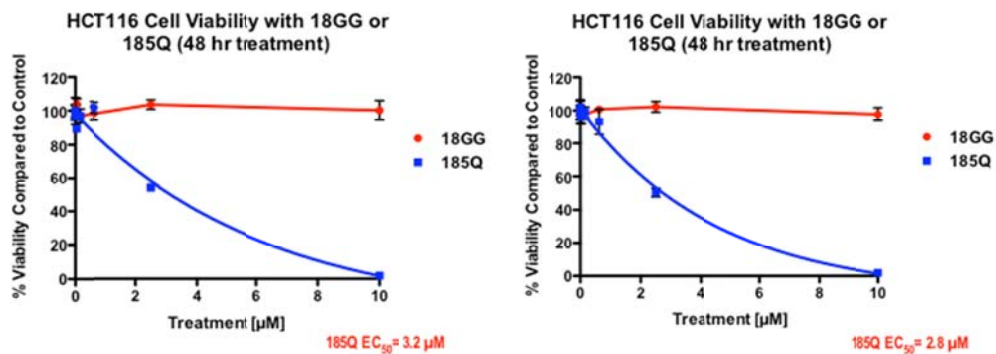 HCT116 Cell Viability with 18GG or
185Q (48 hr treatment)
% Viability Compared to Control
120
100
80
60
40
20
0
0
2
4
6
8
10
Treatment [µM]
18GG
185Q
185Q EC50= 3.2 µM
HCT116 Cell Viability with 18GG or
185Q (48 hr treatment)
% Viability Compared to Control
120
100
80
60
40
20
0
0
2
4
6
8
10
Treatment [µM]
18GG
185Q
185Q EC50= 2.8 µM